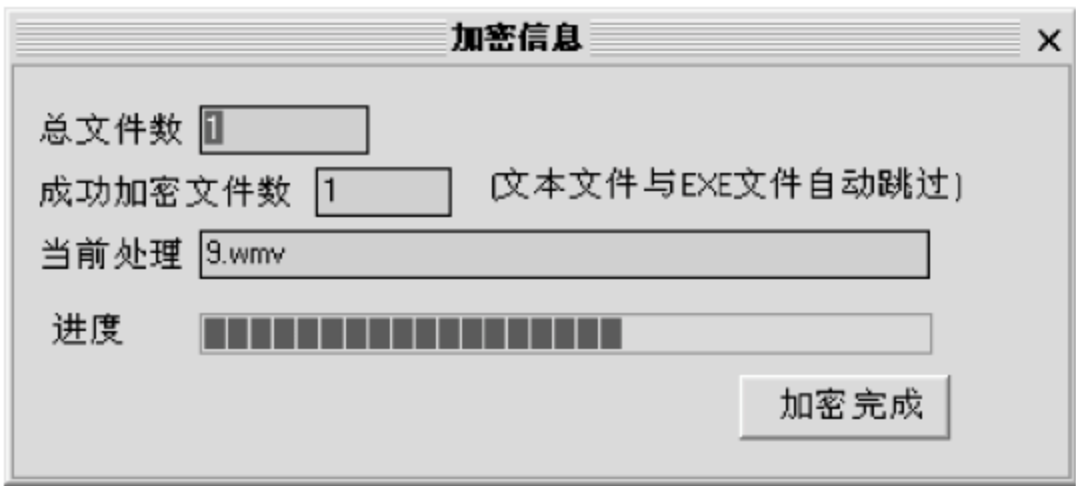 加密信息
总文件数 1
成功加密文件数 1 (文本文件与EXE文件自动跳过)
当前处理 9.wmv
进度
加密完成